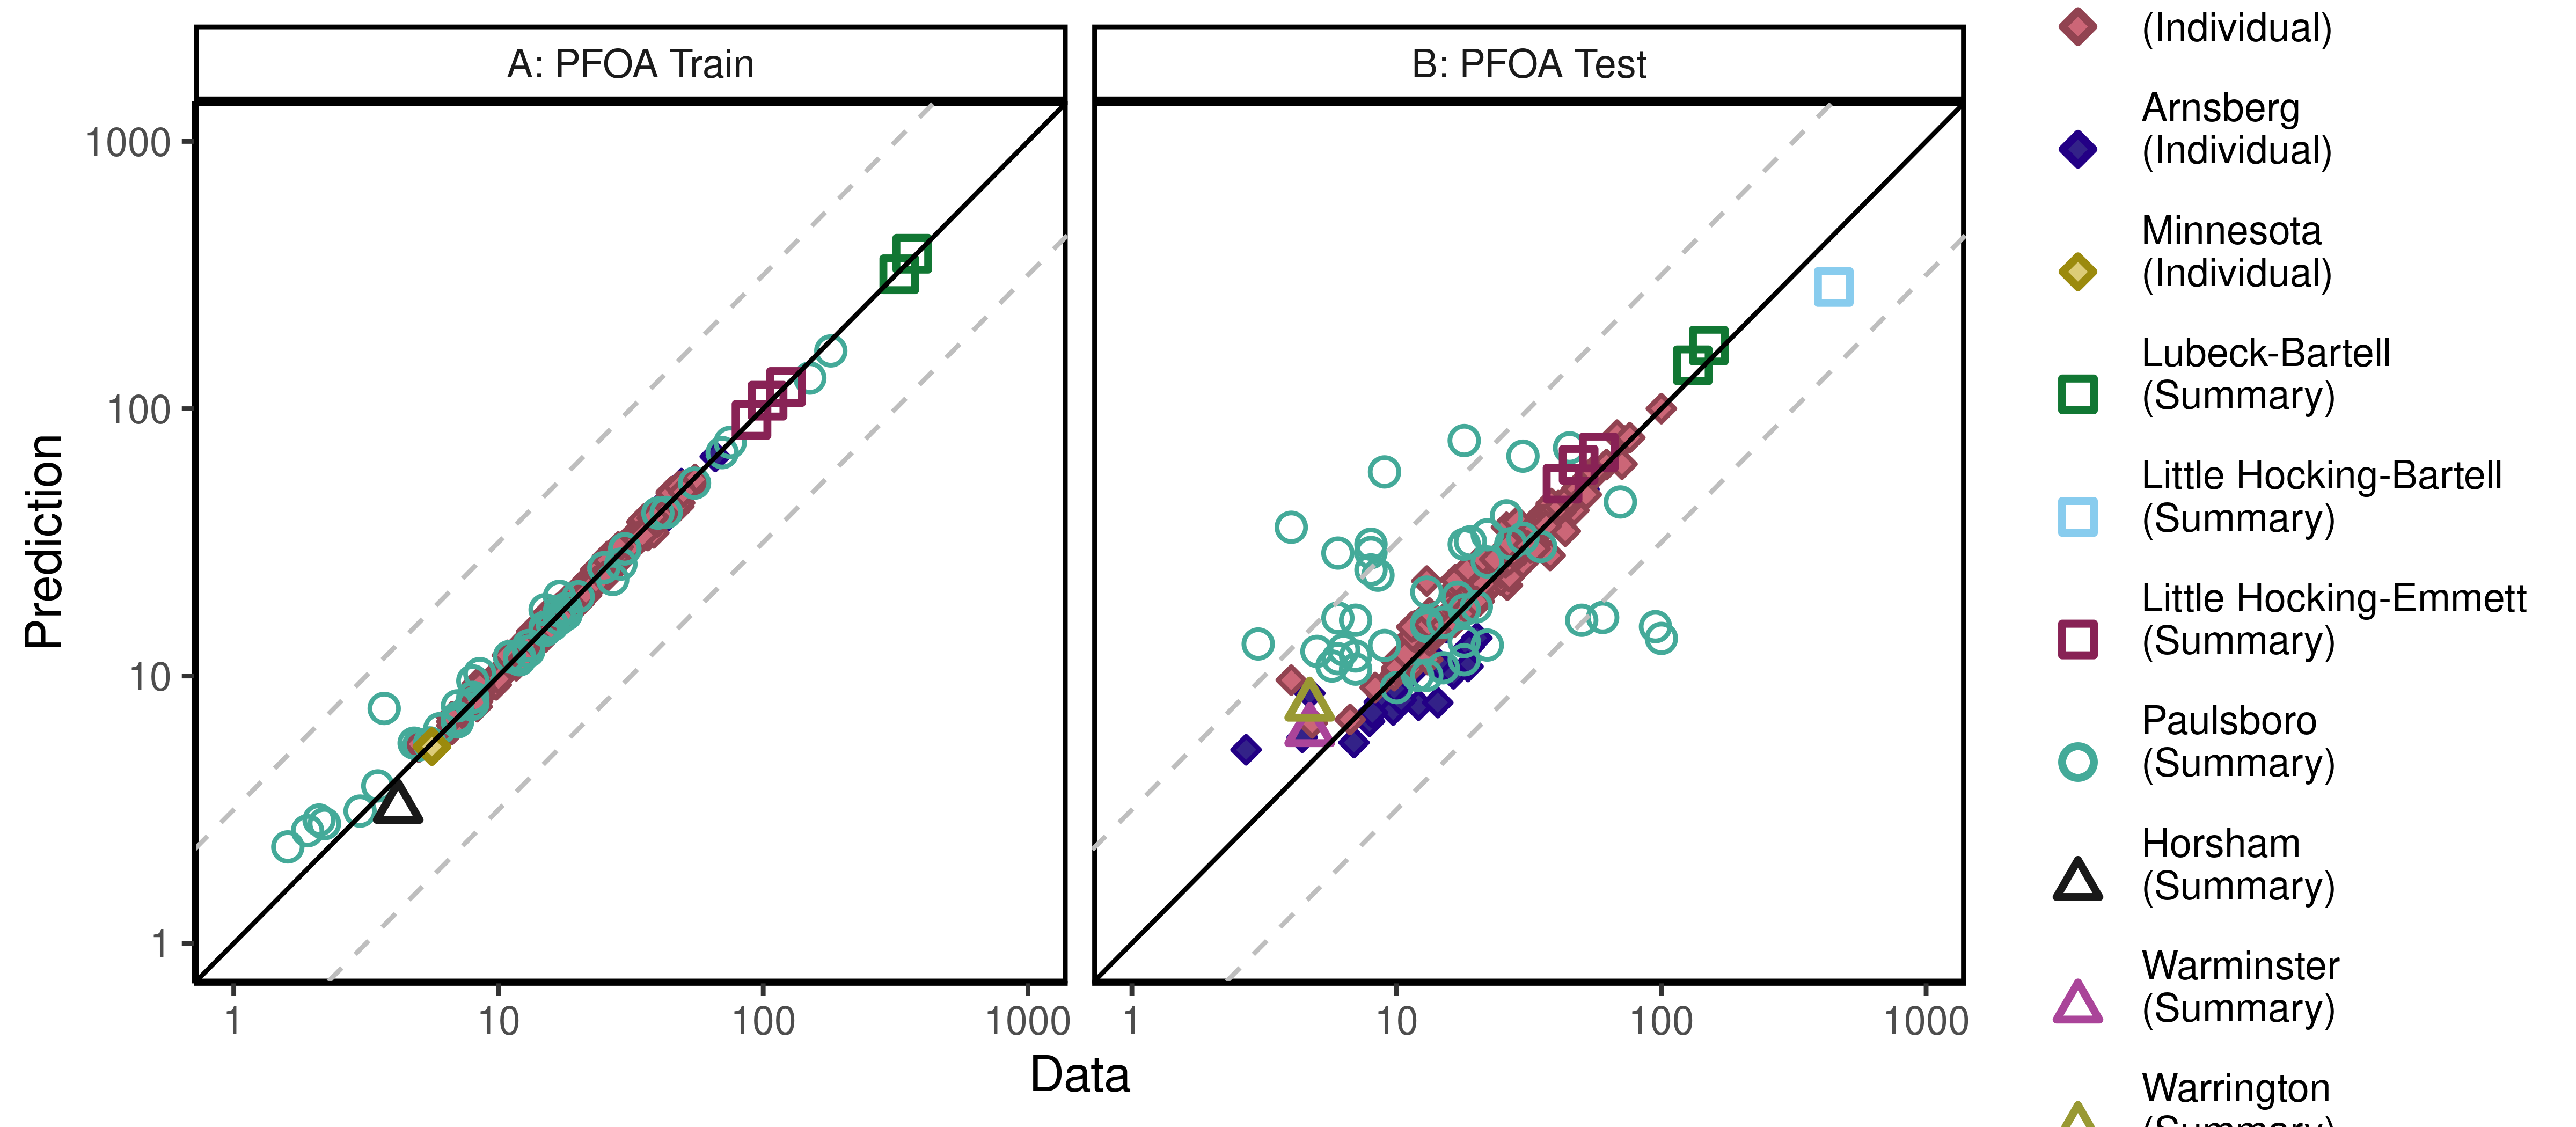 A: PFOA Train
B: PFOA Test
Prediction
1000
100
10
1
1
10
100
1000
1
10
100
1000
Data
(Individual)
Arnsberg
(Individual)
Minnesota
(Individual)
Lubeck-Bartell
(Summary)
Little Hocking-Bartell
(Summary)
Little Hocking-Emmett
(Summary)
Paulsboro
(Summary)
Horsham
(Summary)
Warminster
(Summary)
Warrington
(Summary)